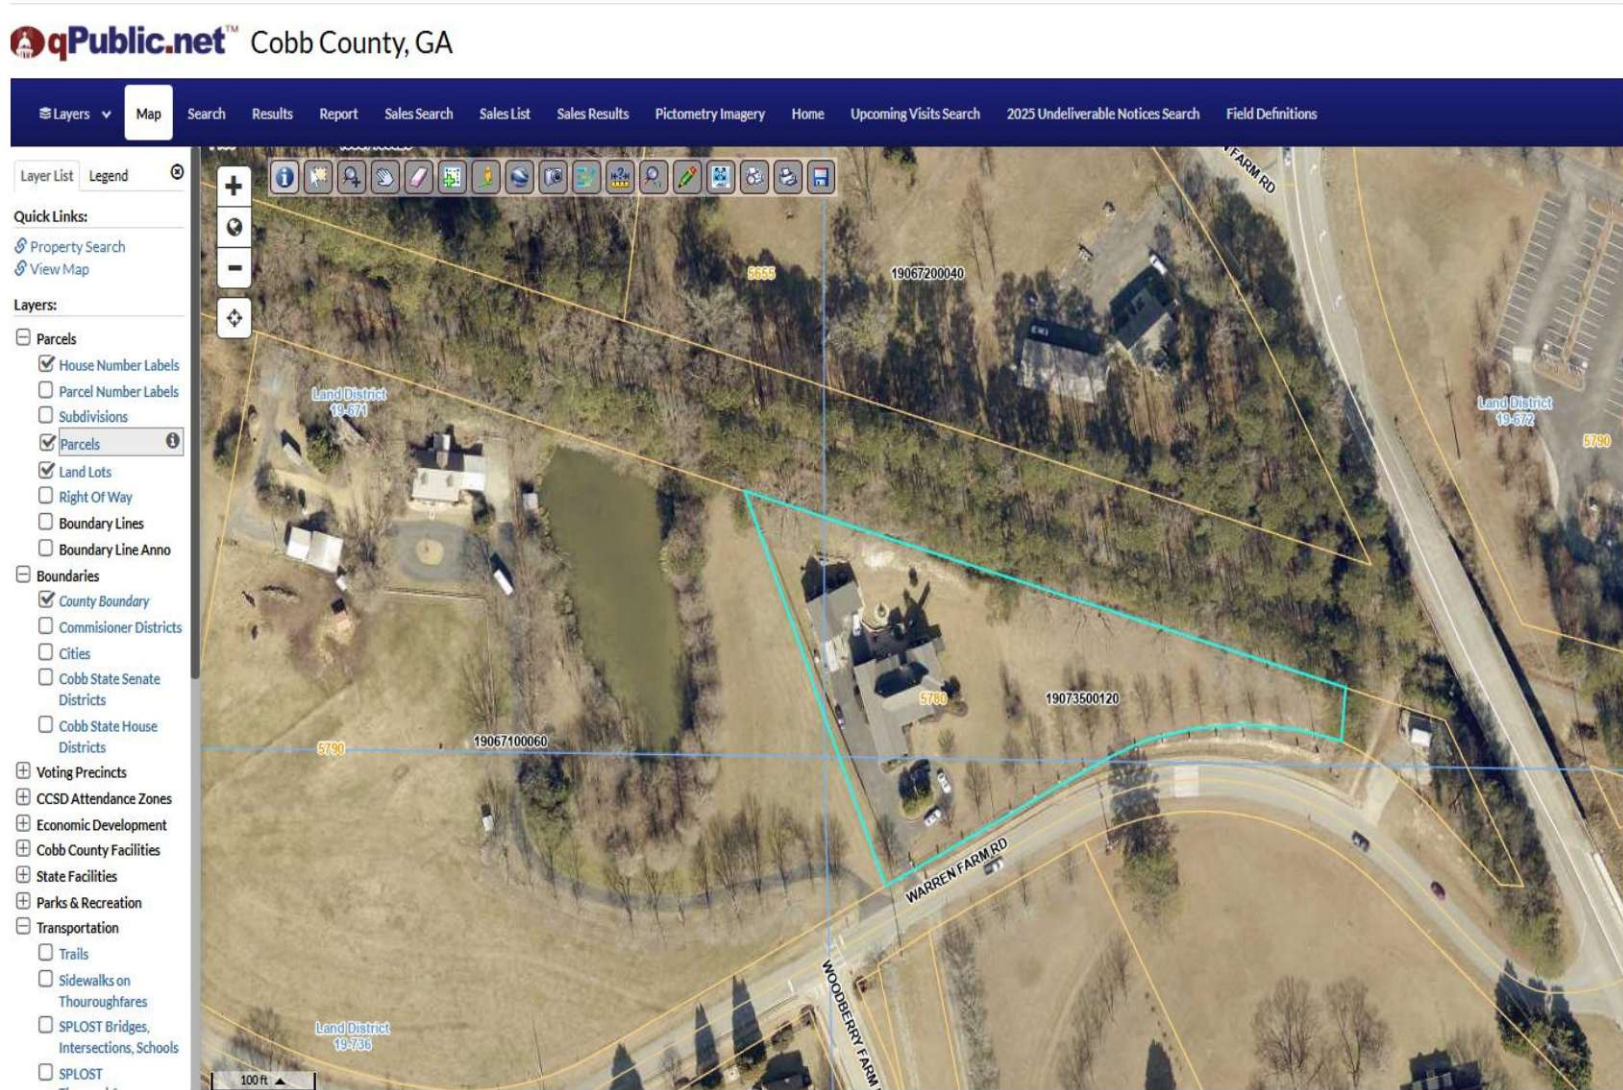 qPublic.net™ Cobb County, GA
Layers Map Search Results Report Sales Search Sales List Sales Results Pictometry Imagery Home Upcoming Visits Search 2025 Undeliverable Notices Search Field Definitions
Layer List Legend
Quick Links:
Property Search
View Map
Layers:
Parcels
House Number Labels
Parcel Number Labels
Subdivisions
Parcels
Land Lots
Right Of Way
Boundary Lines
Boundary Line Anno
Boundaries
County Boundary
Commisioner Districts
Cities
Cobb State Senate
Districts
Cobb State House
Districts
Voting Precincts
CCSD Attendance Zones
Economic Development
Cobb County Facilities
State Facilities
Parks & Recreation
Transportation
Trails
Sidewalks on
Thouroughfares
SPLOST Bridges,
Intersections, Schools
SPLOST
FARM RD
5655
19067200040
Land District
19-671
Land District
19-672
5790
5780
19073500120
5790
19067100060
WARREN FARM RD
WOODBERRY FARM
Land District
19-736
100 ft